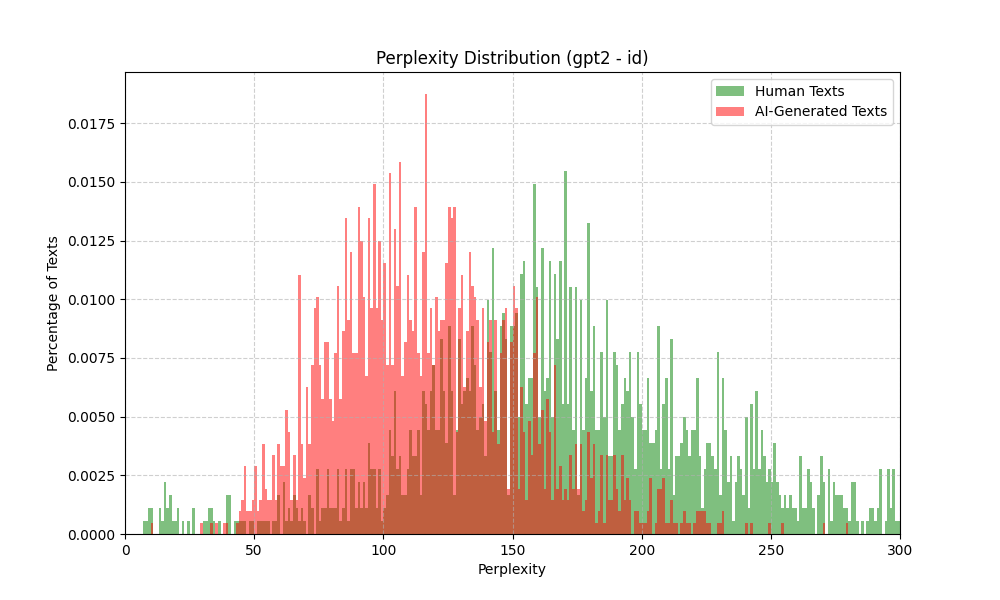 Perplexity Distribution (gpt2 - id)
Human Texts
AI-Generated Texts
Percentage of Texts
0.0175
0.0150
0.0125
0.0100
0.0075
0.0050
0.0025
0.0000
0 50 100 150 200 250 300
Perplexity